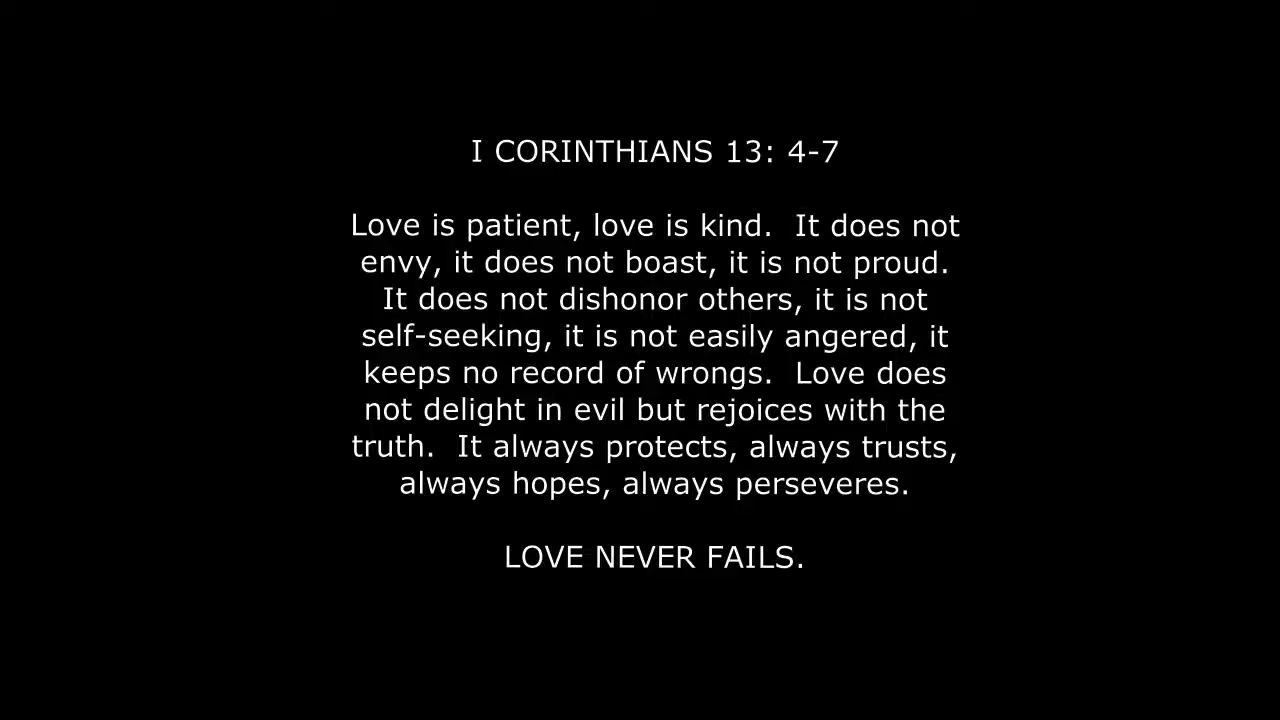 I CORINTHIANS 13: 4-7
Love is patient, love is kind.  It does not
envy, it does not boast, it is not proud.
It does not dishonor others, it is not
self-seeking, it is not easily angered, it
keeps no record of wrongs.  Love does
not delight in evil but rejoices with the
truth.  It always protects, always trusts,
always hopes, always perseveres.
LOVE NEVER FAILS.